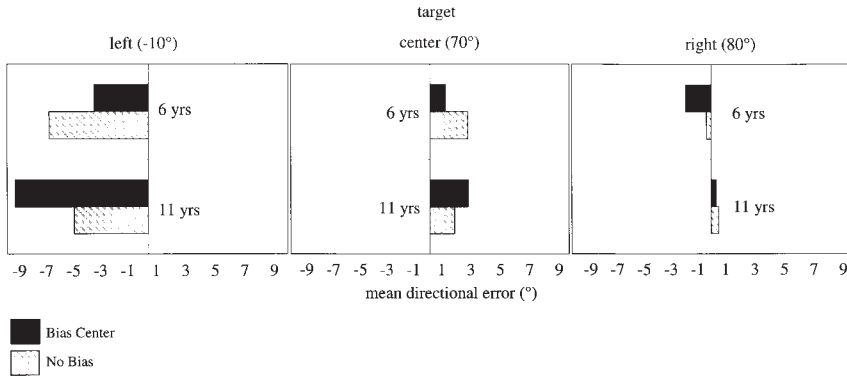 target
left (-10°) center (70°) right (80°)
6 yrs 6 yrs 6 yrs
11 yrs 11 yrs 11 yrs
-9 -7 -5 -3 -1 1 3 5 7 9 -9 -7 -5 -3 -1 1 3 5 7 9 -9 -7 -5 -3 -1 1 3 5 7 9
mean directional error (°)
Bias Center
No Bias